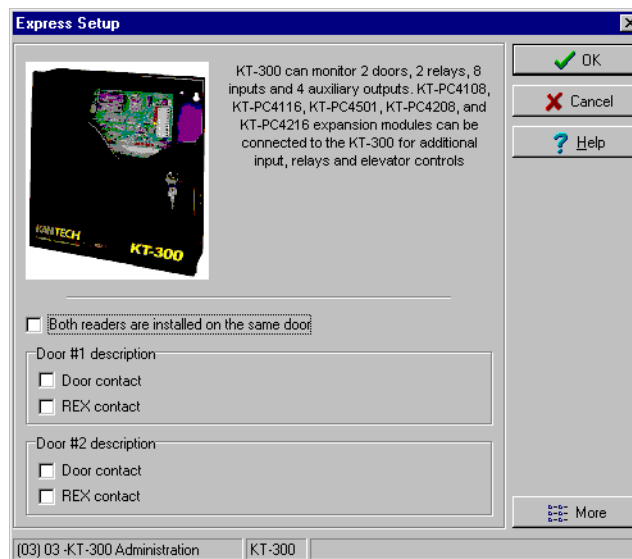 Express Setup
KT-300 can monitor 2 doors, 2 relays, 8
inputs and 4 auxiliary outputs. KT-PC4108,
KT-PC4116, KT-PC4501, KT-PC4208, and
KT-PC4216 expansion modules can be
connected to the KT-300 for additional
input, relays and elevator controls
KANTECH
KT-300
OK
Cancel
Help
Both readers are installed on the same door
Door #1 description
Door contact
REX contact
Door #2 description
Door contact
REX contact
More
(03) 03 -KT-300 Administration
KT-300